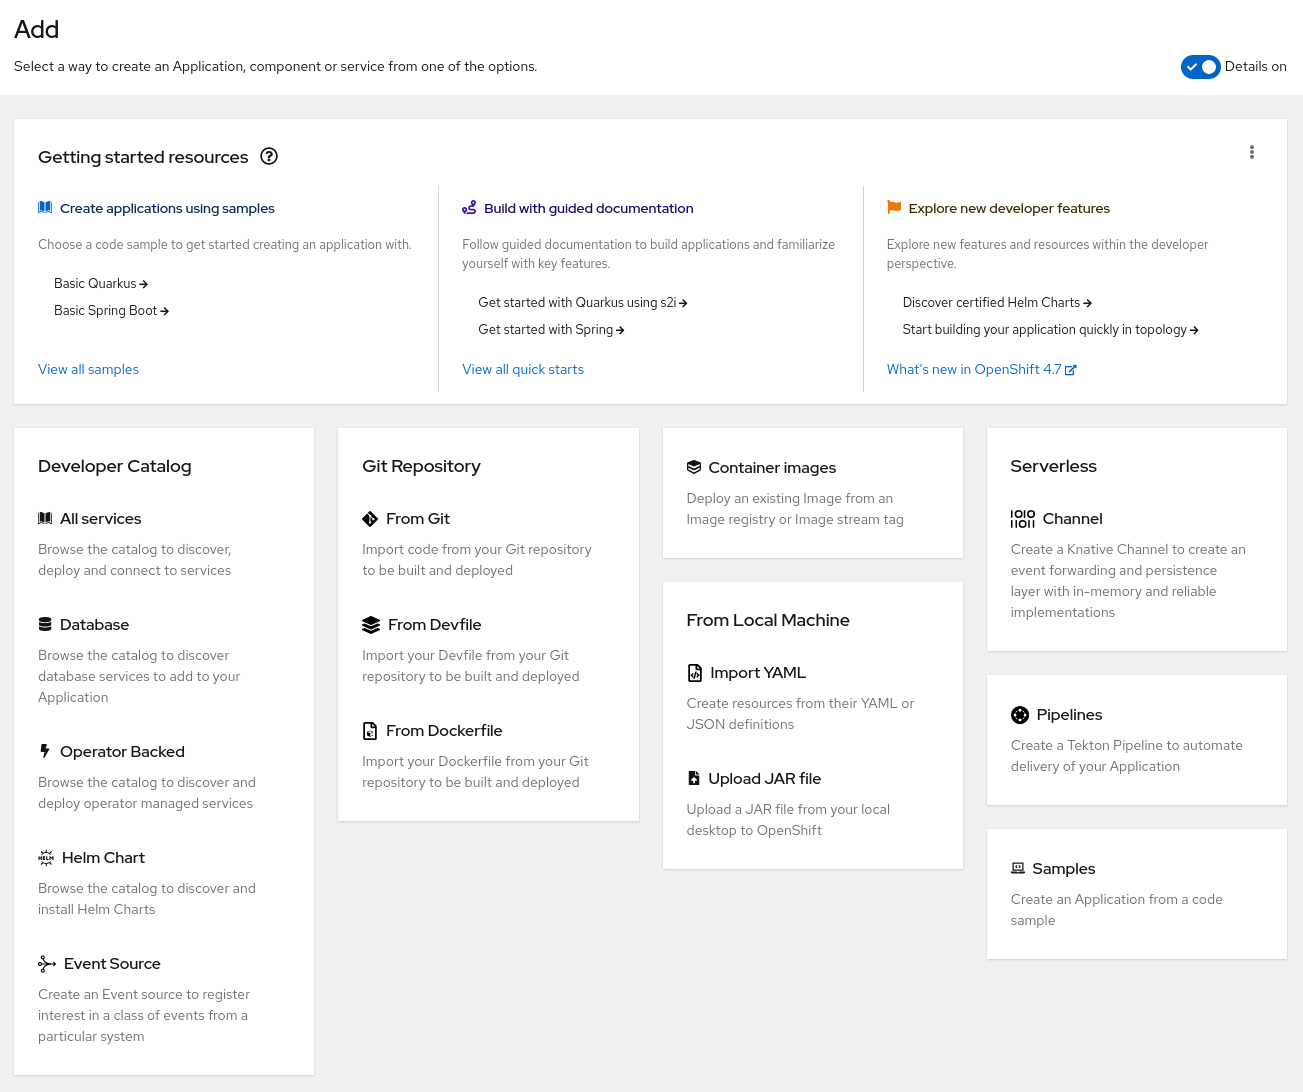 Add
Select a way to create an Application, component or service from one of the options.
Details on
Getting started resources
Create applications using samples
Choose a code sample to get started creating an application with.
Basic Quarkus
Basic Spring Boot
View all samples
Build with guided documentation
Follow guided documentation to build applications and familiarize
yourself with key features.
Get started with Quarkus using s2i
Get started with Spring
View all quick starts
Explore new developer features
Explore new features and resources within the developer
perspective.
Discover certified Helm Charts
Start building your application quickly in topology
What's new in OpenShift 4.7
Developer Catalog
All services
Browse the catalog to discover,
deploy and connect to services
Database
Browse the catalog to discover
database services to add to your
Application
Operator Backed
Browse the catalog to discover and
deploy operator managed services
HELM
Helm Chart
Browse the catalog to discover and
install Helm Charts
Event Source
Create an Event source to register
interest in a class of events from a
particular system
Git Repository
From Git
Import code from your Git repository
to be built and deployed
From Devfile
Import your Devfile from your Git
repository to be built and deployed
From Dockerfile
Import your Dockerfile from your Git
repository to be built and deployed
Container images
Deploy an existing Image from an
Image registry or Image stream tag
From Local Machine
Import YAML
Create resources from their YAML or
JSON definitions
Upload JAR file
Upload a JAR file from your local
desktop to OpenShift
Serverless
1010
11011
Channel
Create a Knative Channel to create an
event forwarding and persistence
layer with in-memory and reliable
implementations
Pipelines
Create a Tekton Pipeline to automate
delivery of your Application
Samples
Create an Application from a code
sample